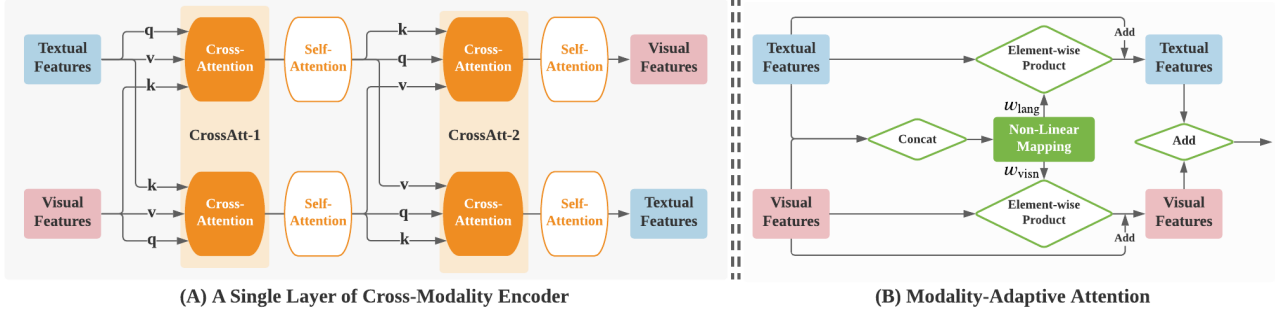 q
k
Textual
Features
v
Cross-
Attention
Self-
Attention
q
Cross-
Attention
Self-
Attention
Visual
Features
k
v
CrossAtt-1
CrossAtt-2
k
v
Visual
Features
v
Cross-
Attention
Self-
Attention
q
Cross-
Attention
Self-
Attention
Textual
Features
q
k
(A) A Single Layer of Cross-Modality Encoder
Add
Textual
Features
Element-wise
Product
Textual
Features
w_lang
Concat
Non-Linear
Mapping
Add
w_visn
Visual
Features
Element-wise
Product
Visual
Features
Add
(B) Modality-Adaptive Attention